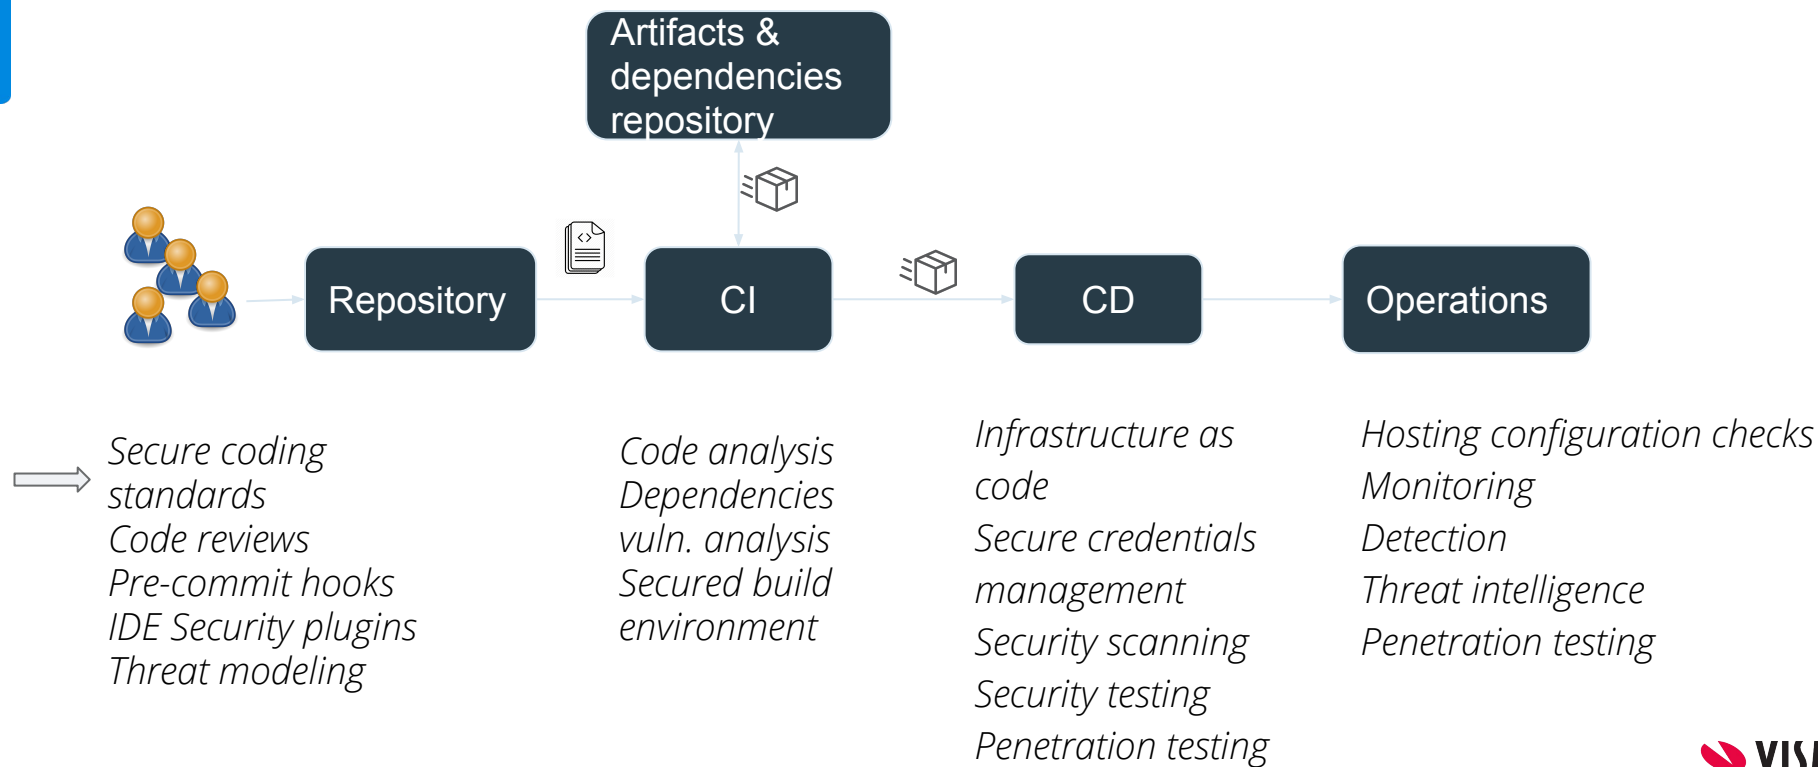 Artifacts &
dependencies
repository
Repository
CI
CD
Operations
Secure coding
standards
Code reviews
Pre-commit hooks
IDE Security plugins
Threat modeling
Code analysis
Dependencies
vuln. analysis
Secured build
environment
Infrastructure as
code
Secure credentials
management
Security scanning
Security testing
Penetration testing
Hosting configuration checks
Monitoring
Detection
Threat intelligence
Penetration testing